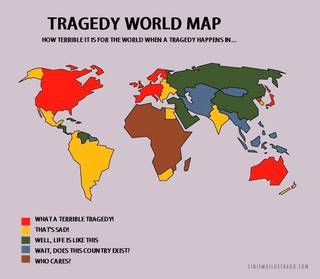 TRAGEDY WORLD MAP
HOW TERRIBLE IT IS FOR THE WORLD WHEN A TRAGEDY HAPPENS IN...
WHAT A TERRIBLE TRAGEDY!
THAT'S SAD!
WELL, LIFE IS LIKE THIS
WAIT, DOES THIS COUNTRY EXIST?
WHO CARES?
CINISMOILUSTRADO.COM